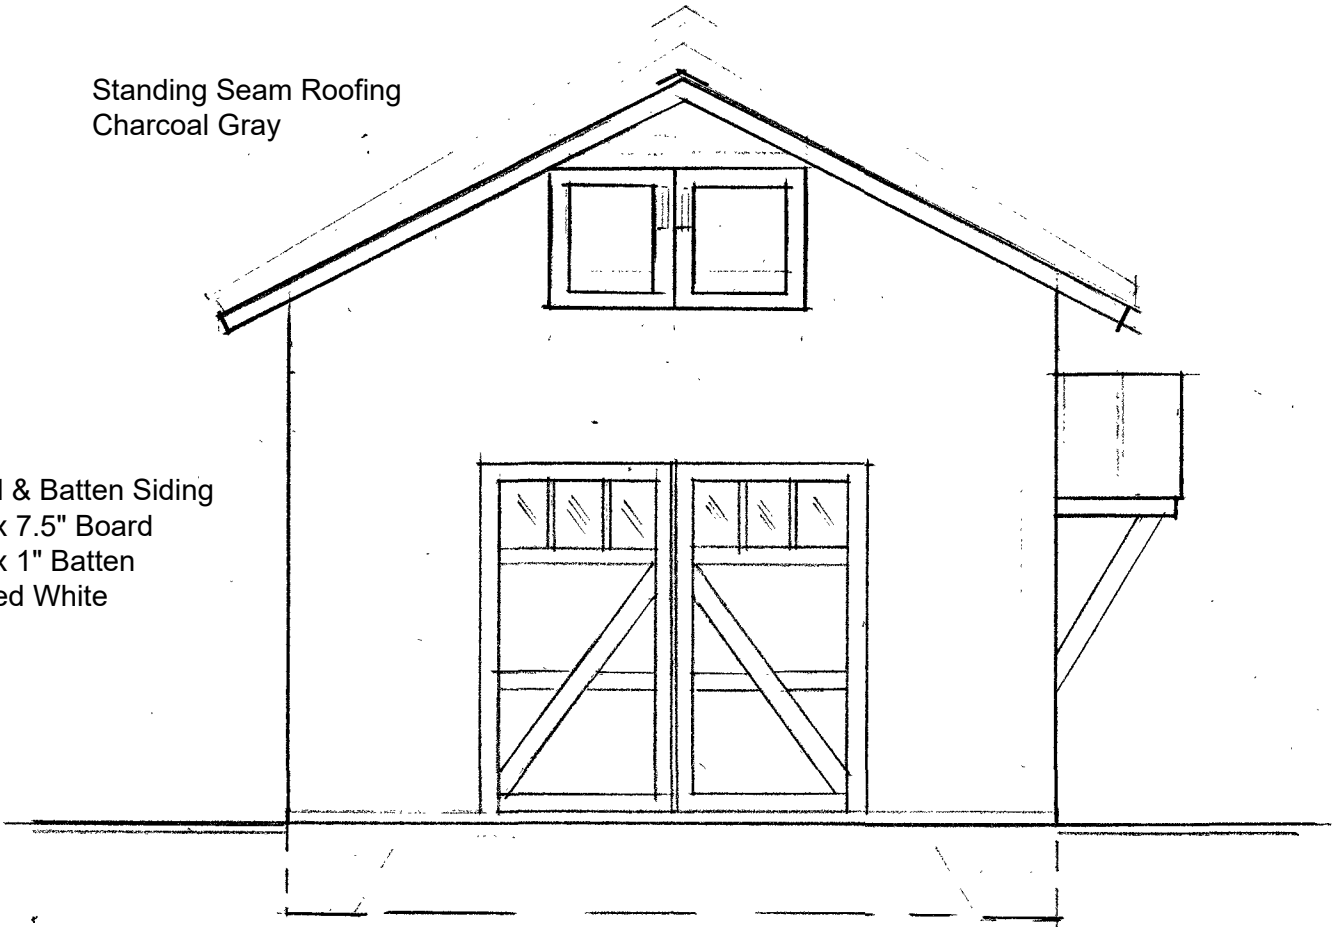 Standing Seam Roofing
Charcoal Gray
& Batten Siding
x 7.5" Board
x 1" Batten
ed White